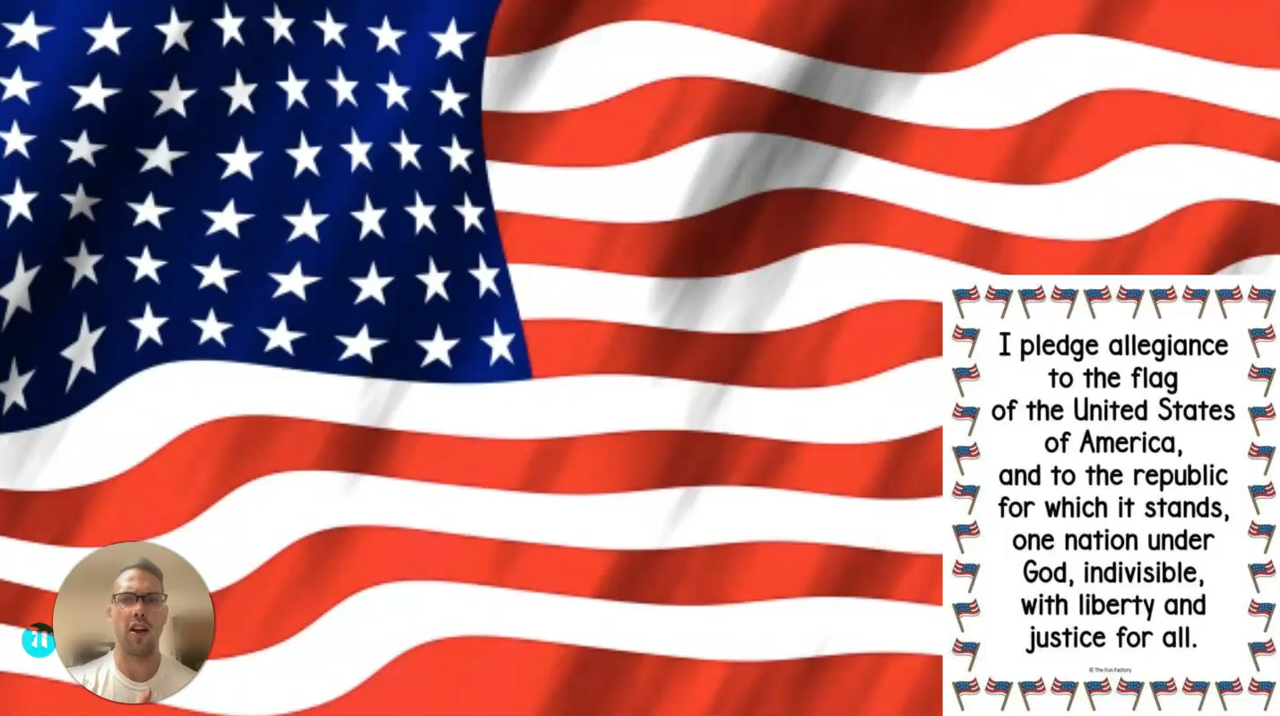 I pledge allegiance
to the flag
of the United States
of America,
and to the republic
for which it stands,
one nation under
God, indivisible,
with liberty and
justice for all.
© The Fun Factory